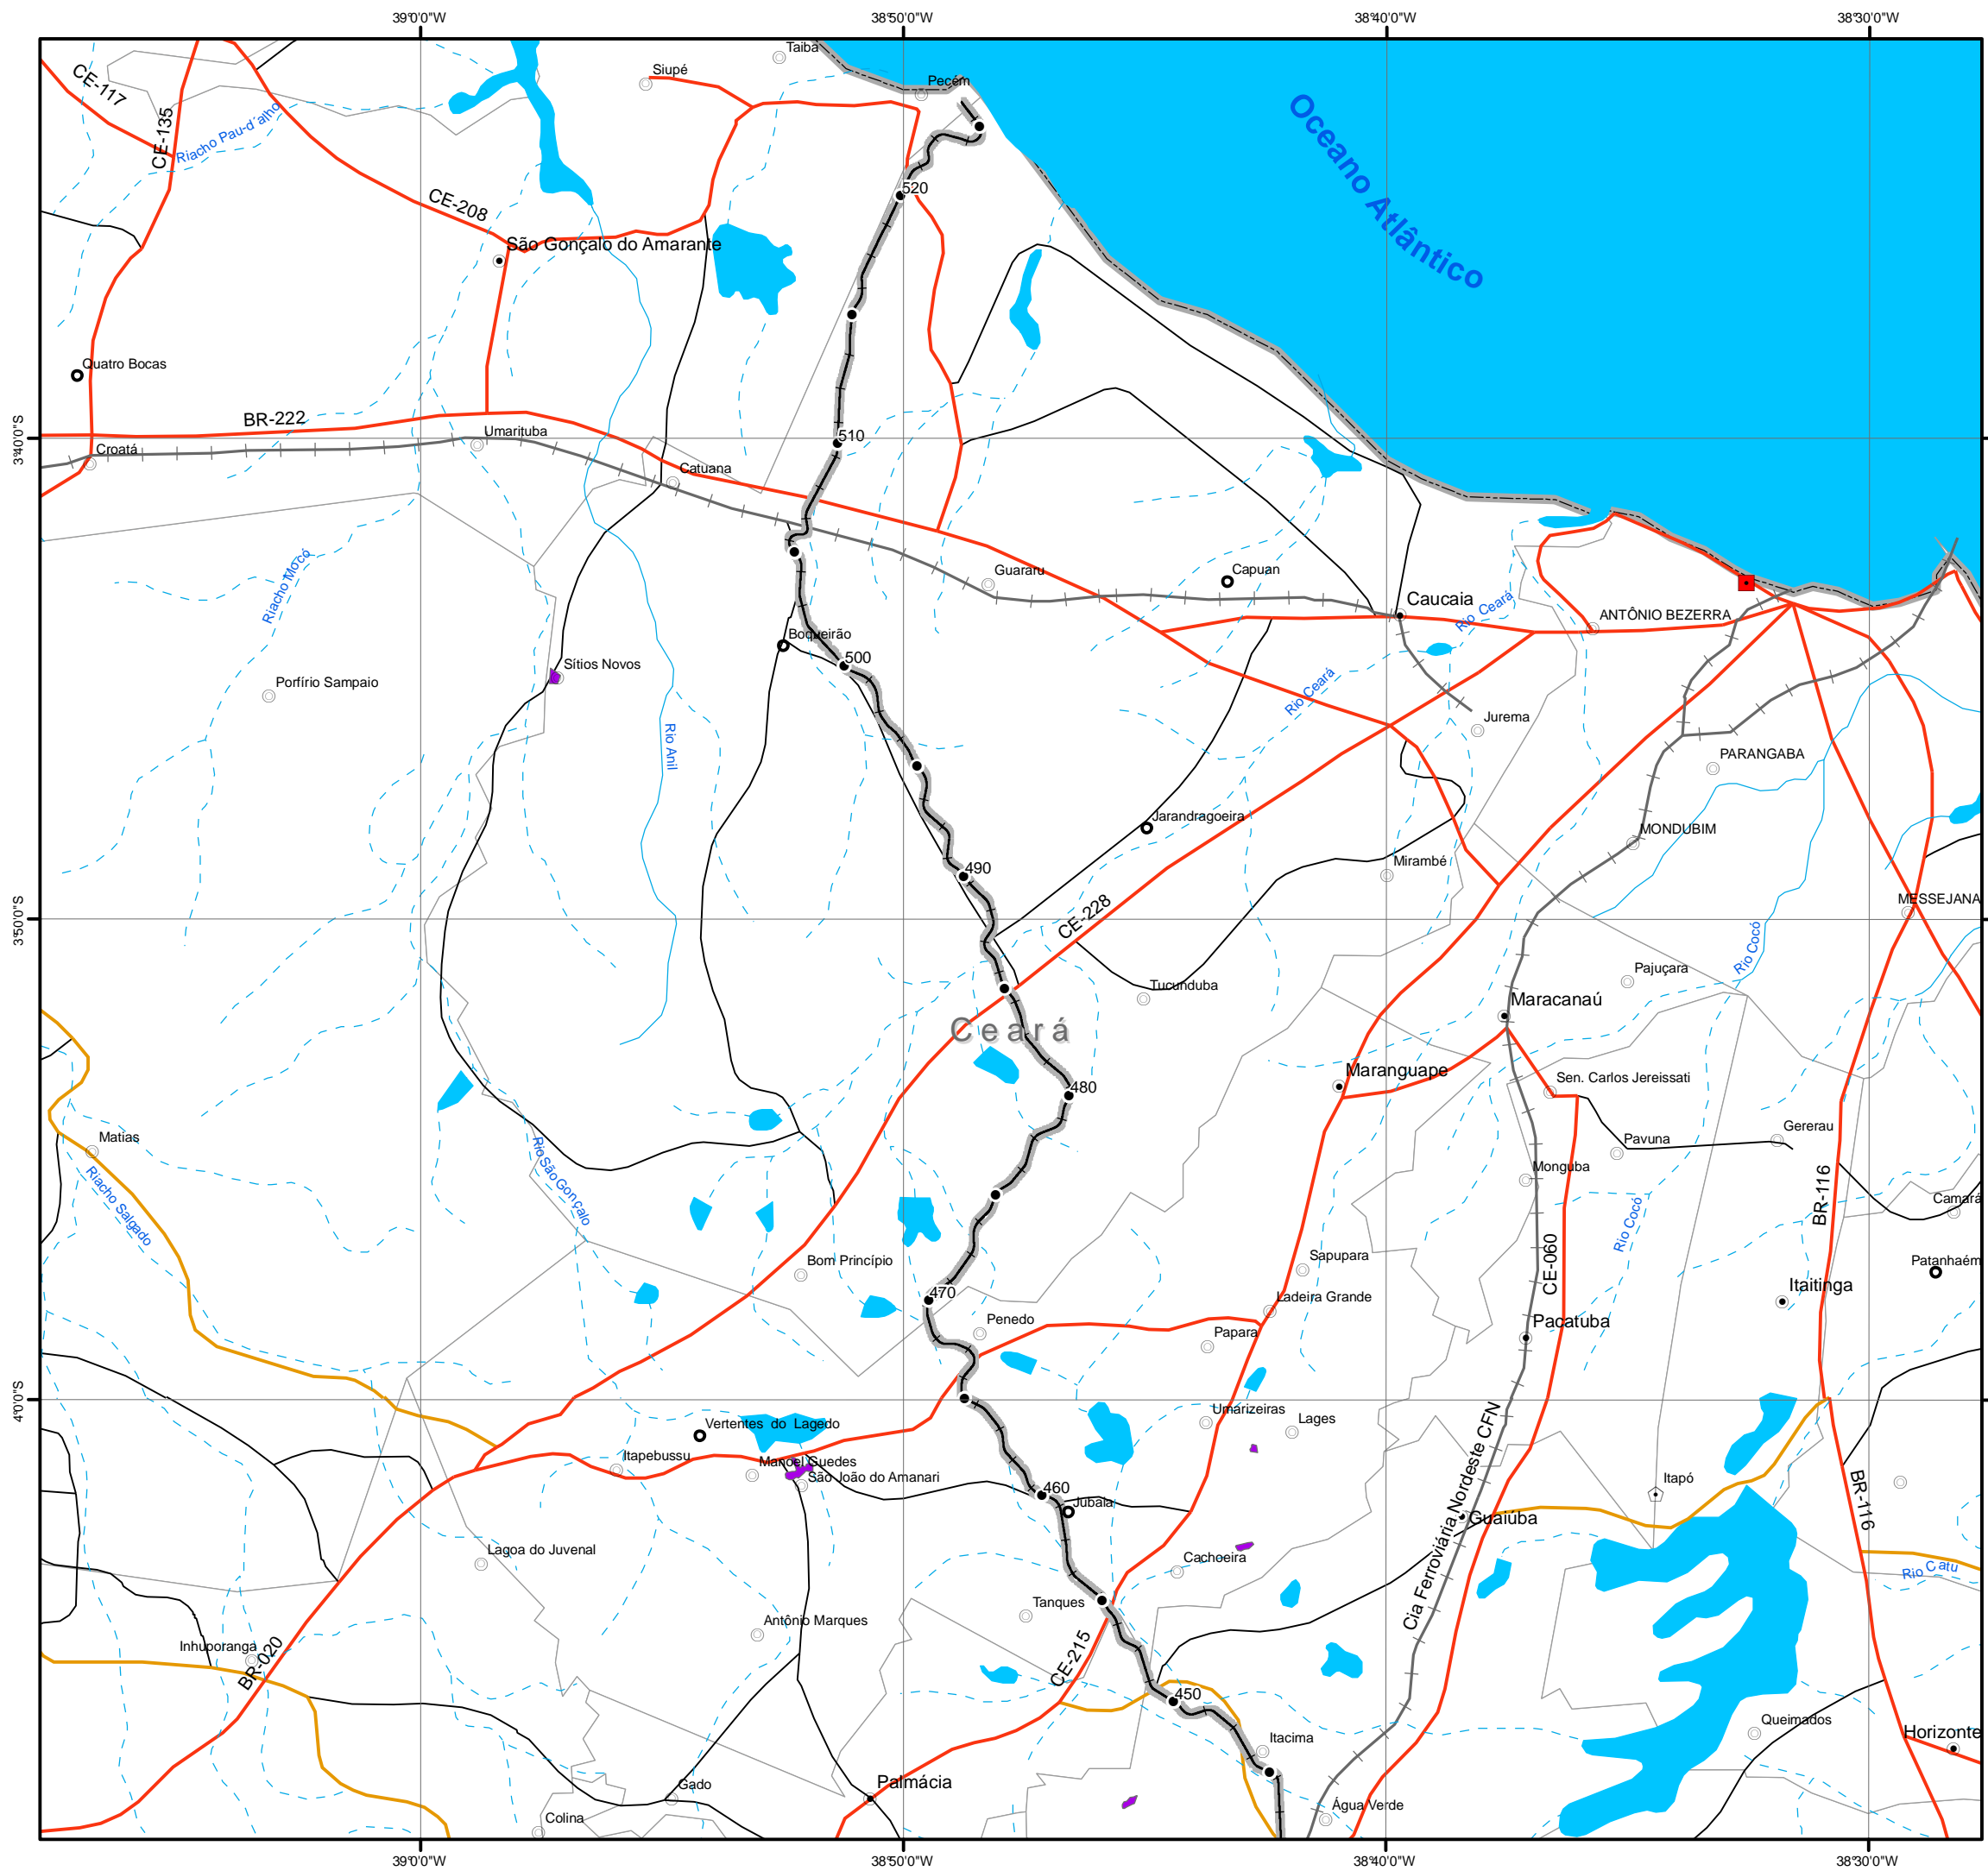 39°0'0"W
38°50'0"W
38°40'0"W
38°30'0"W
Taiba
Siupé
Pecém
CE-117
CE-135
Riacho Pau-d´alho
Oceano Atlântico
CE-208
520
São Gonçalo do Amarante
Quatro Bocas
BR-222
Umarituba
510
3°40'0"S
Croatá
Catuana
Riacho Mocó
Guararu
Capuan
Caucaia
Rio Ceará
ANTÔNIO BEZERRA
Boqueirão
500
Sítios Novos
Porfírio Sampaio
Rio Ceará
Jurema
Rio Anil
PARANGABA
Jarandragoeira
MONDUBIM
Mirambé
490
3°50'0"S
CE-228
MESSEJANA
Rio Cocó
Pajuçara
Tucunduba
Maracanaú
Ceará
Maranguape
Sen. Carlos Jereissati
480
Matias
Pavuna
Gererau
Rio São Gonçalo
Monguba
Riacho Salgado
BR-116
Camará
Rio Cocó
CE-060
Sapupara
Bom Princípio
Patanhaém
Itaitinga
470
Ladeira Grande
Penedo
Papara
Pacatuba
4°0'0"S
Vertentes do Lagedo
Umarizeiras
Lages
Itapebussu
Manoel Guedes
São João do Amanari
Itapó
460
Jubaia
BR-116
Guaiúba
Cia Ferroviária Nordeste CFN
Lagoa do Juvenal
Cachoeira
Rio Catu
Tanques
Antônio Marques
Inhuporanga
BR-020
CE-215
450
Queimados
Itacima
Horizonte
Palmácia
Gado
Água Verde
Colina
39°0'0"W
38°50'0"W
38°40'0"W
38°30'0"W